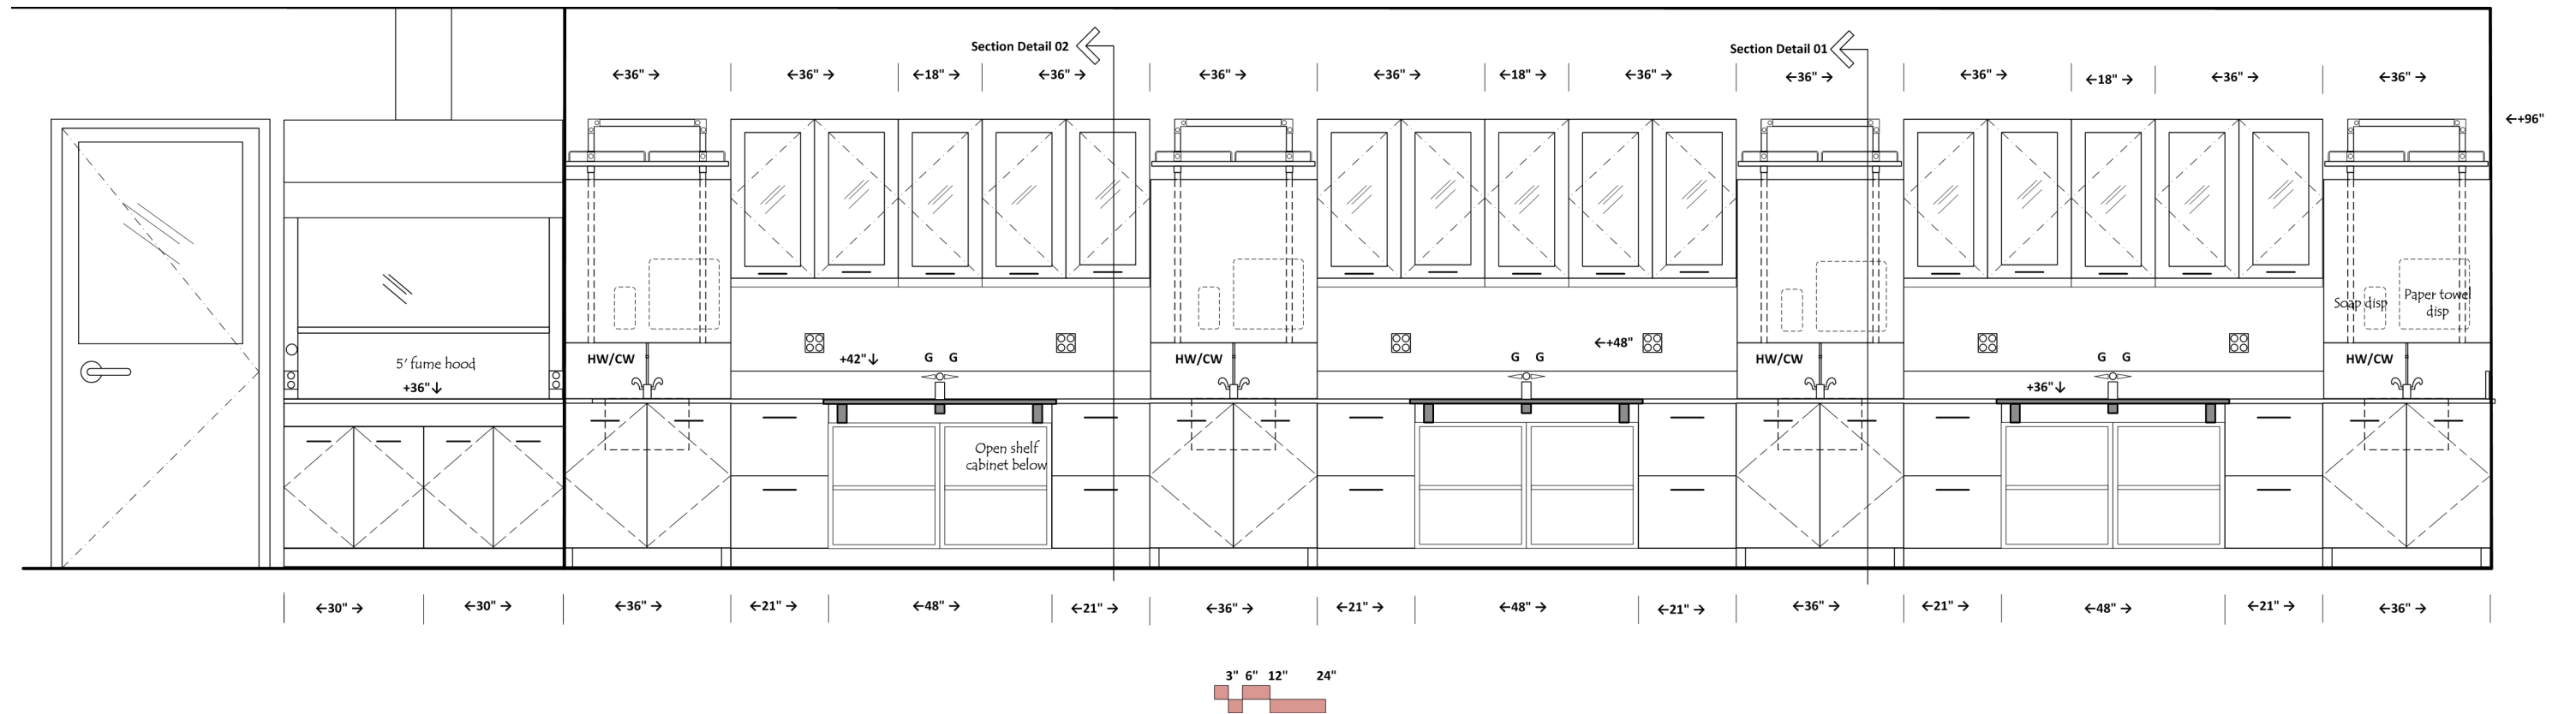 Section Detail 02
Section Detail 01
←36" →
←36" →
←18" →
←36" →
←36" →
←36" →
←18" →
←36" →
←36" →
←36" →
←18" →
←36" →
←36" →
←+96"
Soap disp
Paper towel
disp
HW/CW
+42"↓
G G
HW/CW
←+48"
G G
HW/CW
G G
HW/CW
5' fume hood
+36"↓
+36"↓
Open shelf
cabinet below
←30" →
←30" →
←36" →
←21" →
←48" →
←21" →
←36" →
←21" →
←48" →
←21" →
←36" →
←21" →
←48" →
←21" →
←36" →
3" 6" 12" 24"